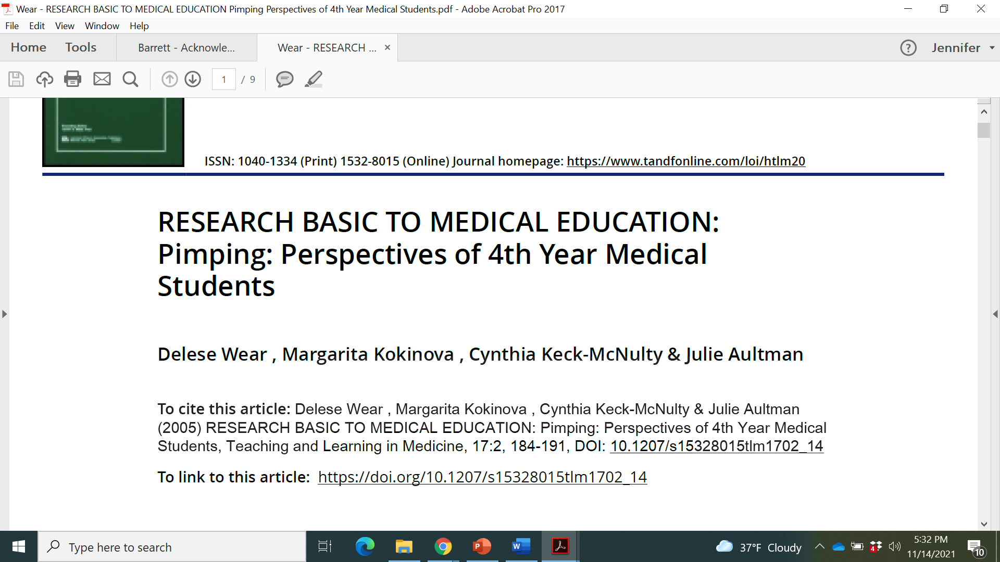 Wear - RESEARCH BASIC TO MEDICAL EDUCATION Pimping Perspectives of 4th Year Medical Students.pdf - Adobe Acrobat Pro 2017
File Edit View Window Help
Home Tools Barrett - Acknowle... Wear - RESEARCH ... × ? Jennifer
1 / 9
ISSN: 1040-1334 (Print) 1532-8015 (Online) Journal homepage: https://www.tandfonline.com/loi/htlm20
RESEARCH BASIC TO MEDICAL EDUCATION:
Pimping: Perspectives of 4th Year Medical
Students
Delese Wear , Margarita Kokinova , Cynthia Keck-McNulty & Julie Aultman
To cite this article: Delese Wear , Margarita Kokinova , Cynthia Keck-McNulty & Julie Aultman
(2005) RESEARCH BASIC TO MEDICAL EDUCATION: Pimping: Perspectives of 4th Year Medical
Students, Teaching and Learning in Medicine, 17:2, 184-191, DOI: 10.1207/s15328015tlm1702_14
To link to this article: https://doi.org/10.1207/s15328015tlm1702_14
Type here to search
P
W
37°F Cloudy
4
5:32 PM
11/14/2021
10